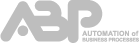 ABP
AUTOMATION of
BUSINESS PROCESSES